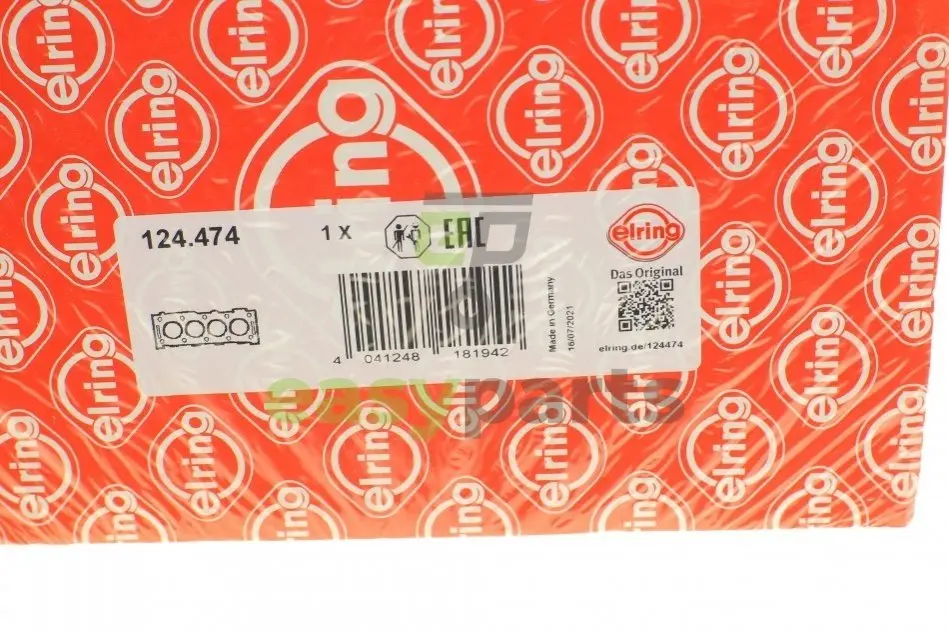 124.474
1 X
EAC
elring
Das Original
elring.de/124474
Made in Germany
16/07/2021
4 041248 181942
easyparts
elring